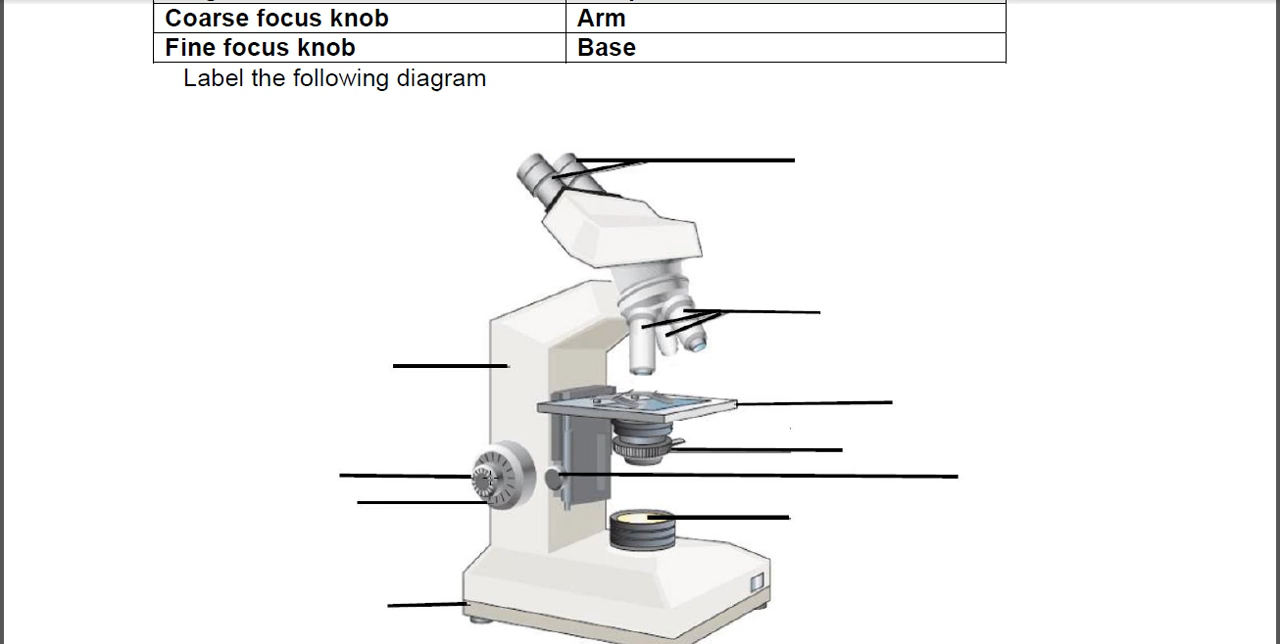 Coarse focus knob Arm
Fine focus knob Base
Label the following diagram